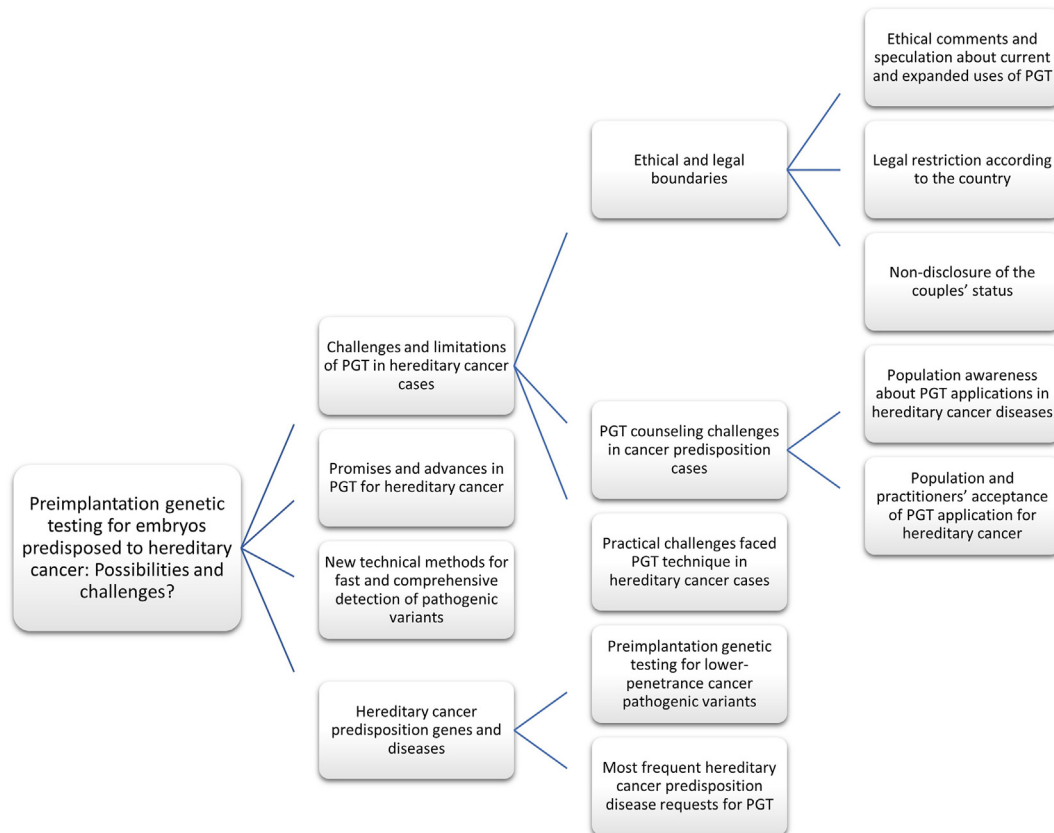 Preimplantation genetic
testing for embryos
predisposed to hereditary
cancer: Possibilities and
challenges?
Challenges and limitations
of PGT in hereditary cancer
cases
Ethical and legal
boundaries
Ethical comments and
speculation about current
and expanded uses of PGT
Legal restriction according
to the country
Non-disclosure of the
couples’ status
PGT counseling challenges
in cancer predisposition
cases
Population awareness
about PGT applications in
hereditary cancer diseases
Population and
practitioners’ acceptance
of PGT application for
hereditary cancer
Practical challenges faced
PGT technique in
hereditary cancer cases
Promises and advances in
PGT for hereditary cancer
New technical methods for
fast and comprehensive
detection of pathogenic
variants
Hereditary cancer
predisposition genes and
diseases
Preimplantation genetic
testing for lower-
penetrance cancer
pathogenic variants
Most frequent hereditary
cancer predisposition
disease requests for PGT